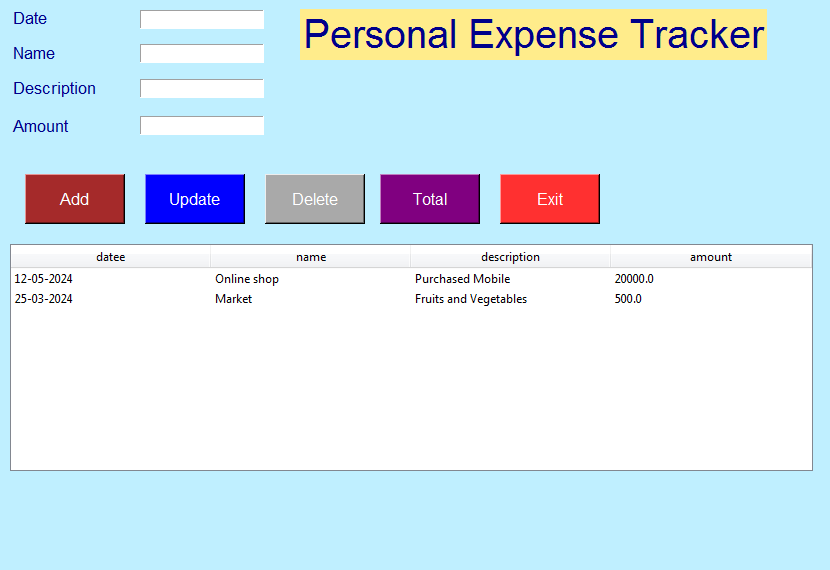 Date
Personal Expense Tracker
Name
Description
Amount
Add Update Delete Total Exit
datee name description amount
12-05-2024 Online shop Purchased Mobile 20000.0
25-03-2024 Market Fruits and Vegetables 500.0